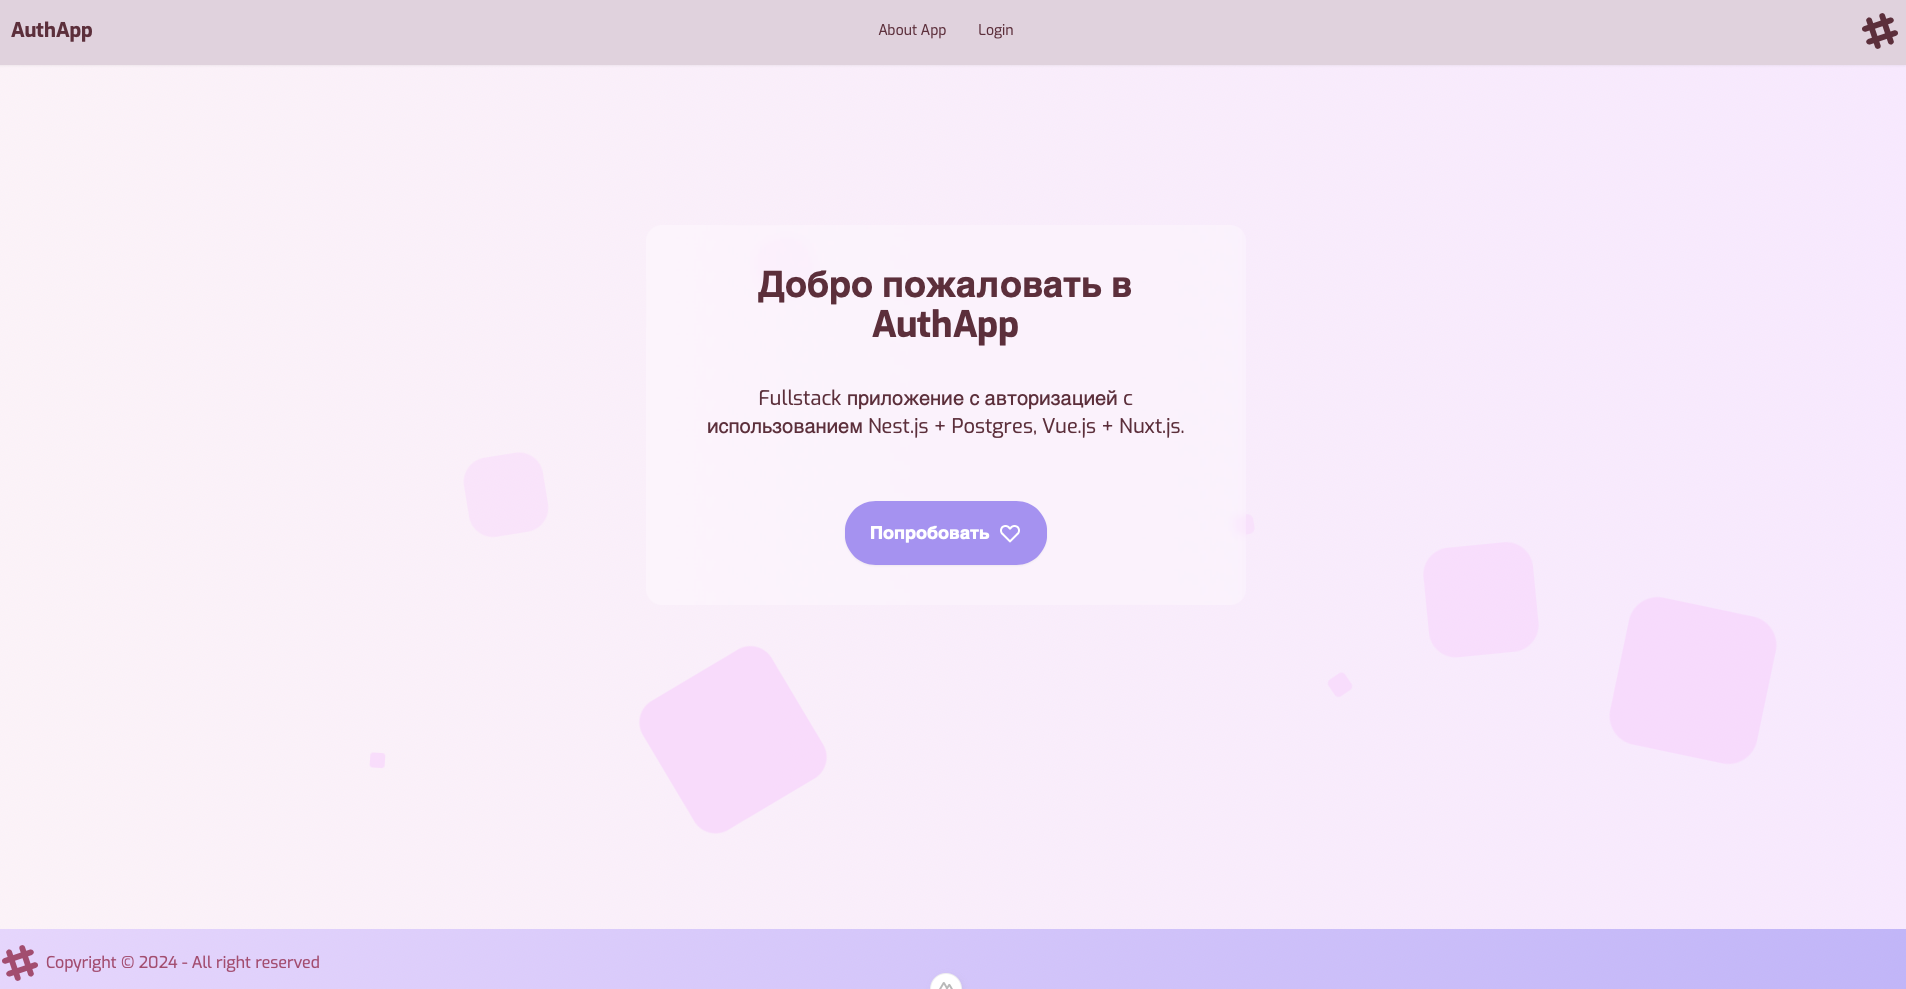 AuthApp
About App
Login
Добро пожаловать в
AuthApp
Fullstack приложение с авторизацией с
использованием Nest.js + Postgres, Vue.js + Nuxt.js.
Попробовать
Copyright © 2024 - All right reserved